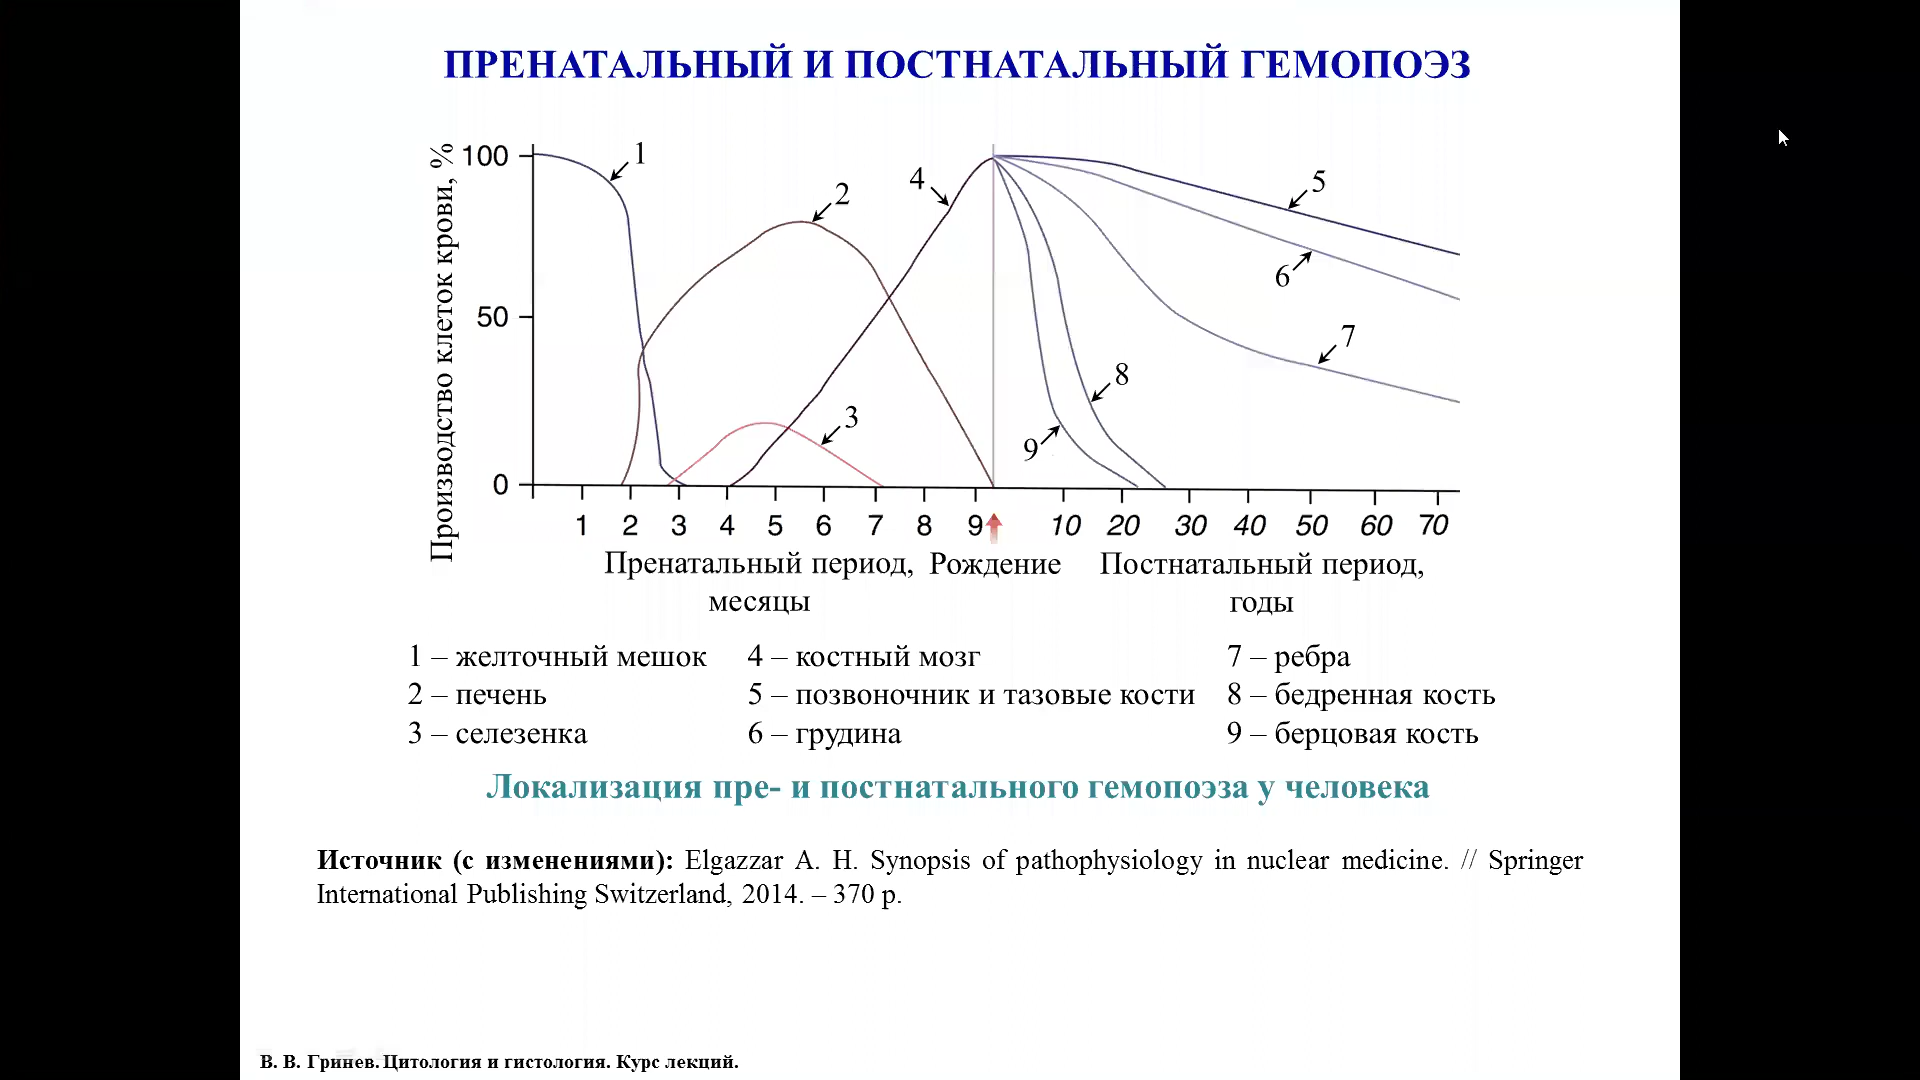 ПРЕНАТАЛЬНЫЙ И ПОСТНАТАЛЬНЫЙ ГЕМОПОЭЗ
Производство клеток крови, %
100
50
0
1
2
3
4
5
6
7
8
9
1 2 3 4 5 6 7 8 9 10 20 30 40 50 60 70
Пренатальный период, Рождение Постнатальный период,
месяцы годы
1 – желточный мешок 4 – костный мозг 7 – ребра
2 – печень 5 – позвоночник и тазовые кости 8 – бедренная кость
3 – селезенка 6 – грудина 9 – берцовая кость
Локализация пре- и постнатального гемопоэза у человека
Источник (с изменениями): Elgazzar A. H. Synopsis of pathophysiology in nuclear medicine. // Springer
International Publishing Switzerland, 2014. – 370 p.
В. В. Гринев. Цитология и гистология. Курс лекций.